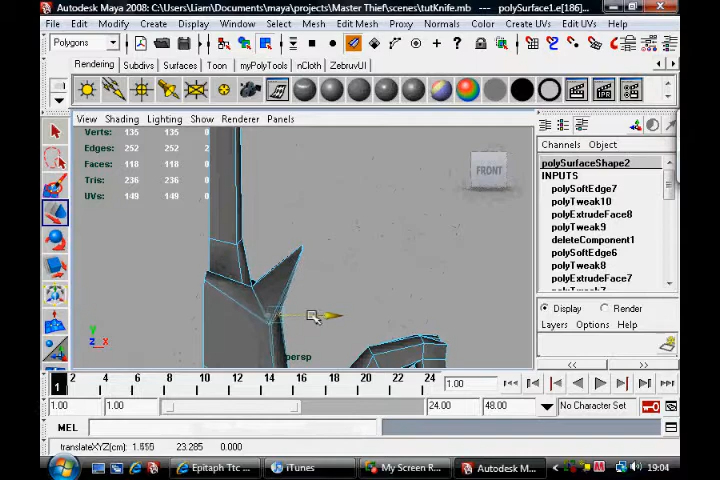 Autodesk Maya 2008: C:\Users\Liam\Documents\maya\projects\Master Thief\scenes\tutKnife.mb --- polySurface1.e[186]...
File Edit Modify Create Display Window Select Mesh Edit Mesh Proxy Normals Color Create UVs Edit UVs Help
Polygons
Rendering Subdivs Surfaces Toon myPolyTools nCloth ZebruvUI
View Shading Lighting Show Renderer Panels
Verts: 135 135 0
Edges: 252 252 2
Faces: 118 118 0
Tris: 236 236 0
UVs: 149 149 0
FRONT
Channels Object
polySurfaceShape2
INPUTS
polySoftEdge7
polyTweak10
polyExtrudeFace8
polyTweak9
deleteComponent1
polySoftEdge6
polyTweak8
polyExtrudeFace7
polyTweak7
Display Render
Layers Options Help
y
z x
persp
1 2 4 6 8 10 12 14 16 18 20 22 24
1.00
1.00 1.00 24.00 48.00 No Character Set
MEL
translateXYZ(cm): 1.655 23.285 0.000
Epitaph Ttc ... iTunes My Screen R... Autodesk M... 19:04